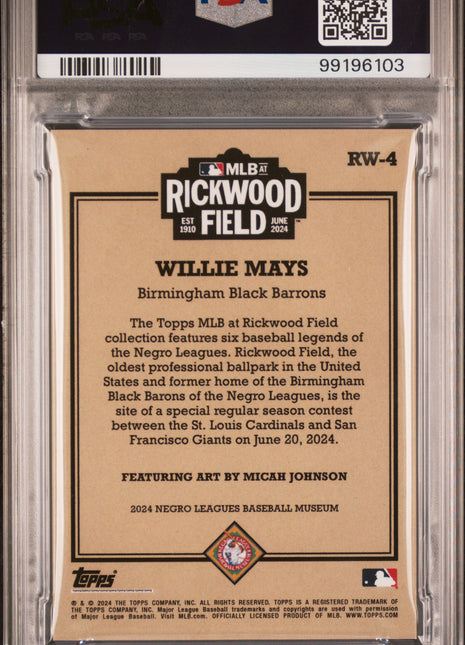 PSA
PSA PSA PSA
99196103
RW-4
MLB AT
RICKWOOD
EST 1910 FIELD JUNE 2024
™
WILLIE MAYS
Birmingham Black Barrons
The Topps MLB at Rickwood Field
collection features six baseball legends of
the Negro Leagues. Rickwood Field, the
oldest professional ballpark in the United
States and former home of the Birmingham
Black Barons of the Negro Leagues, is the
site of a special regular season contest
between the St. Louis Cardinals and San
Francisco Giants on June 20, 2024.
FEATURING ART BY MICAH JOHNSON
2024 NEGRO LEAGUES BASEBALL MUSEUM
Topps
® & © 2024 THE TOPPS COMPANY, INC. ALL RIGHTS RESERVED. TOPPS IS A REGISTERED TRADEMARK OF
THE TOPPS COMPANY, INC. Major League Baseball trademarks and copyrights are used with permission
of Major League Baseball. Visit MLB.com. OFFICIALLY LICENSED PRODUCT OF MLB. WWW.TOPPS.COM